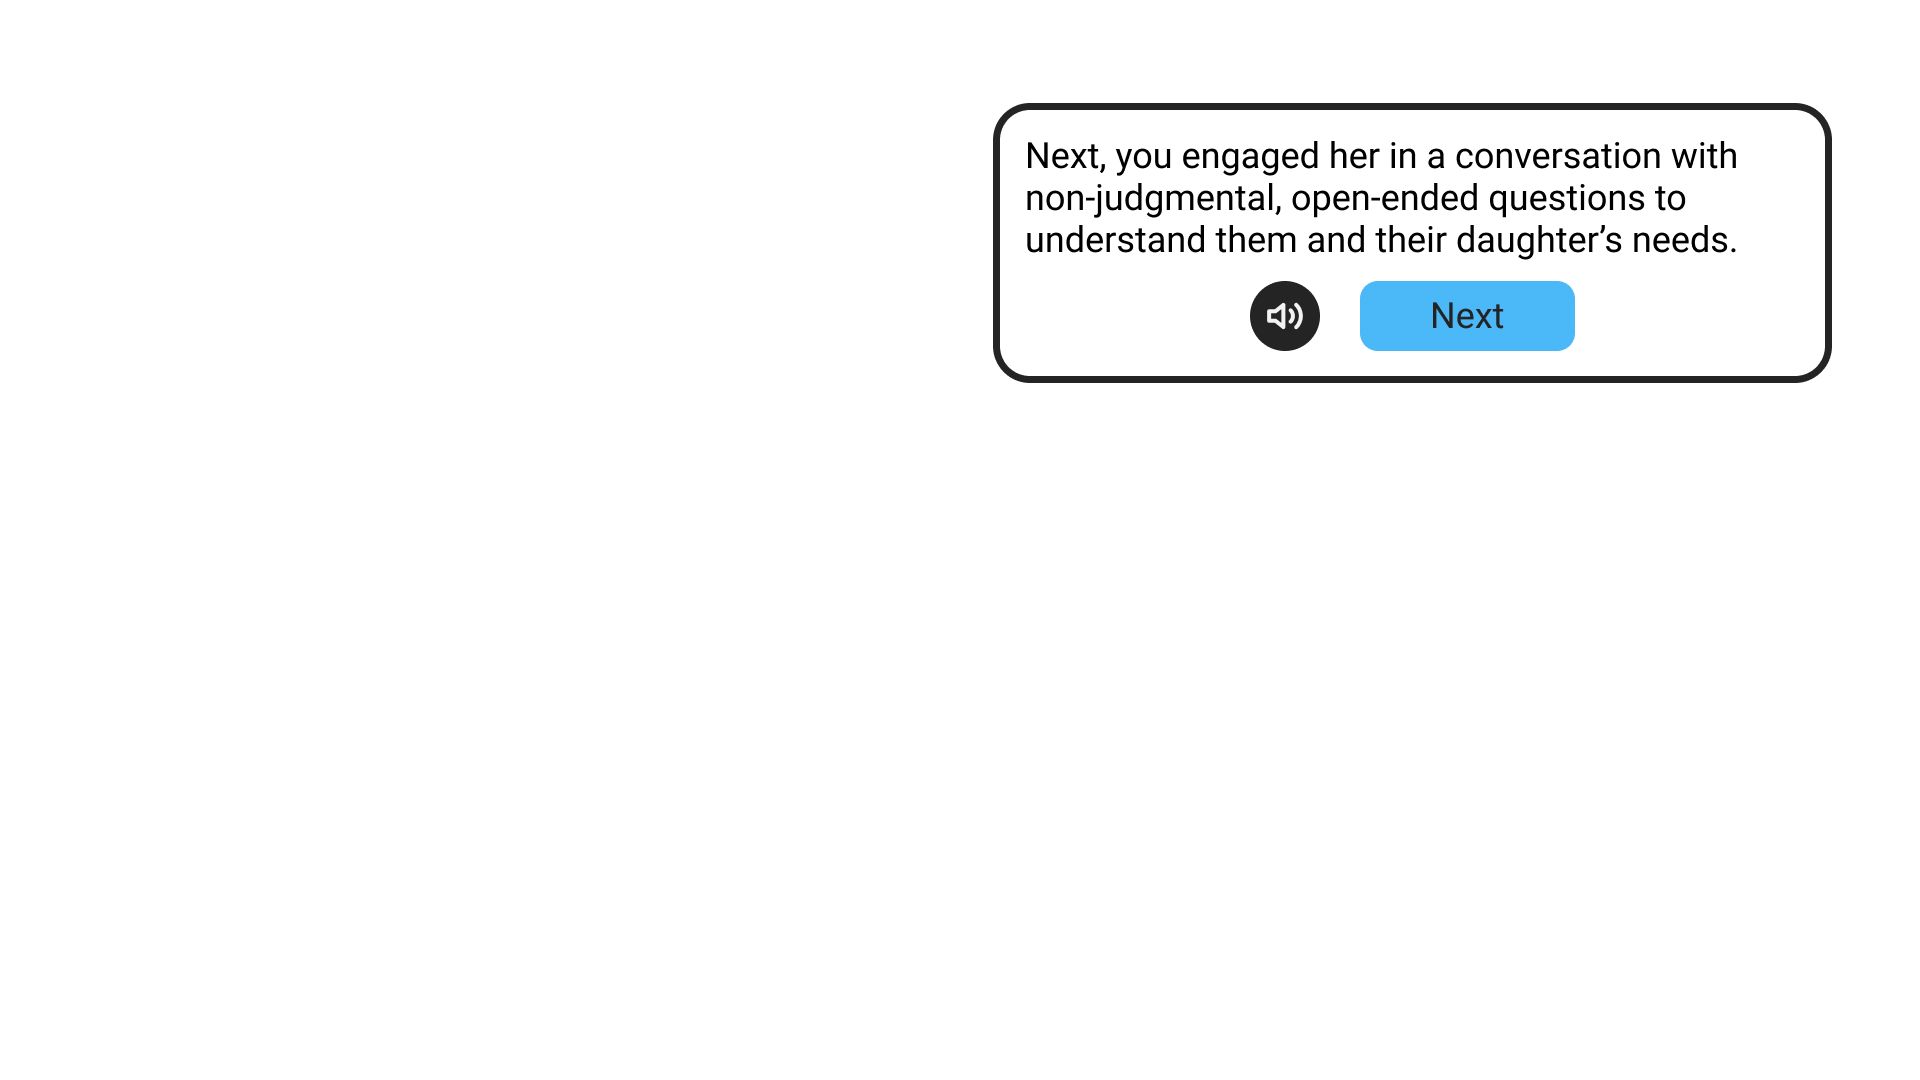 Next, you engaged her in a conversation with
non-judgmental, open-ended questions to
understand them and their daughter’s needs.
Next